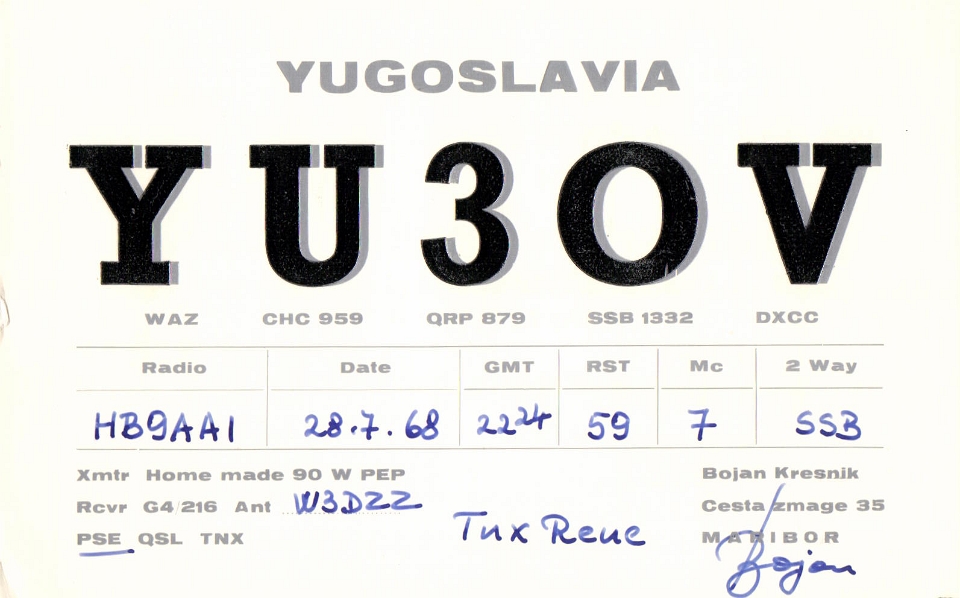 YUGOSLAVIA
YU3OV
WAZ CHC 959 QRP 879 SSB 1332 DXCC
Radio Date GMT RST Mc 2 Way
HB9AAI 28.7.68 2224 59 7 SSB
Xmtr Home made 90 W PEP
Rcvr G4/216 Ant W3DZZ
PSE QSL TNX
Tnx Rene
Bojan Kresnik
Cesta zmage 35
MARIBOR
Bojan